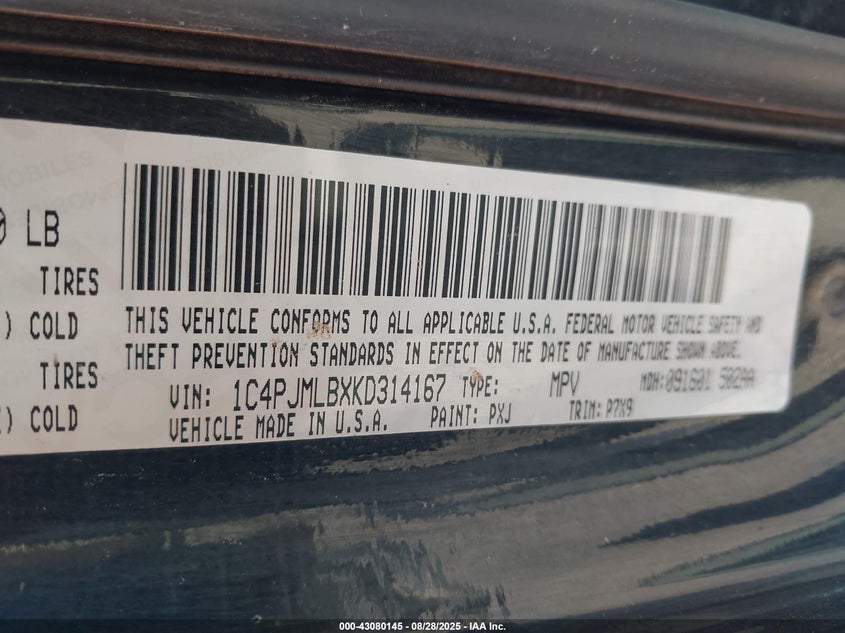 0 LB
TIRES
) COLD
TIRES
) COLD
THIS VEHICLE CONFORMS TO ALL APPLICABLE U.S.A. FEDERAL MOTOR VEHICLE SAFETY AND
THEFT PREVENTION STANDARDS IN EFFECT ON THE DATE OF MANUFACTURE SHOWN ABOVE.
VIN: 1C4PJMLBXKD314167 TYPE: MPV MDH: 091601 502AA
VEHICLE MADE IN U.S.A. PAINT: PXJ TRIM: P7X9
000-43080145 - 08/28/2025 - IAA Inc.